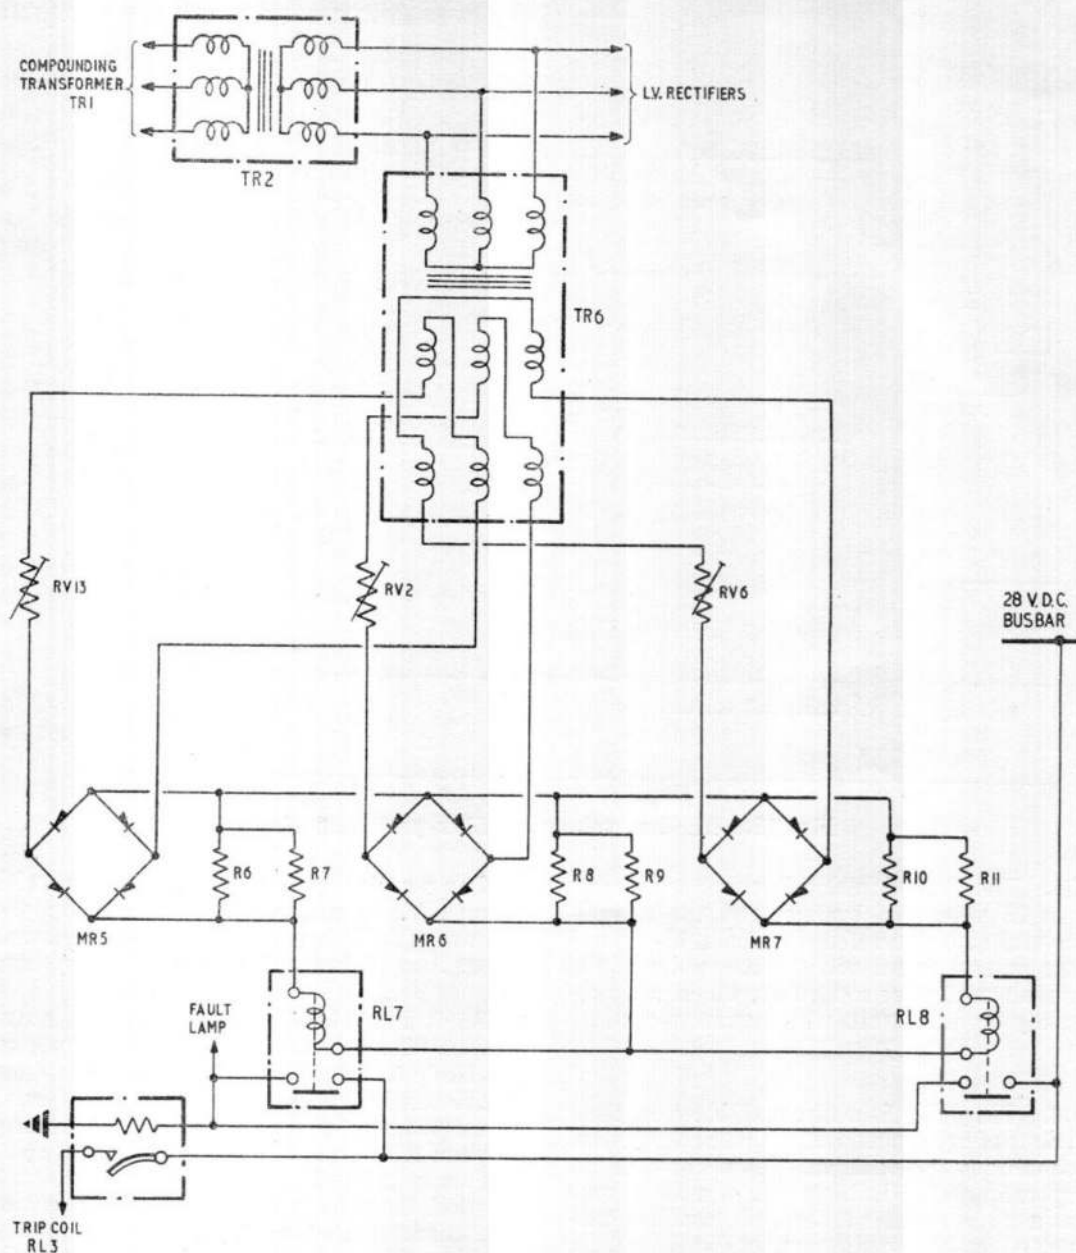 COMPOUNDING
TRANSFORMER
TR1
L.V. RECTIFIERS
TR2
TR6
RV13
RV2
RV6
28 V.D.C.
BUSBAR
R6
R7
R8
R9
R10
R11
MR5
MR6
MR7
FAULT
LAMP
RL7
RL8
TRIP COIL
RL3